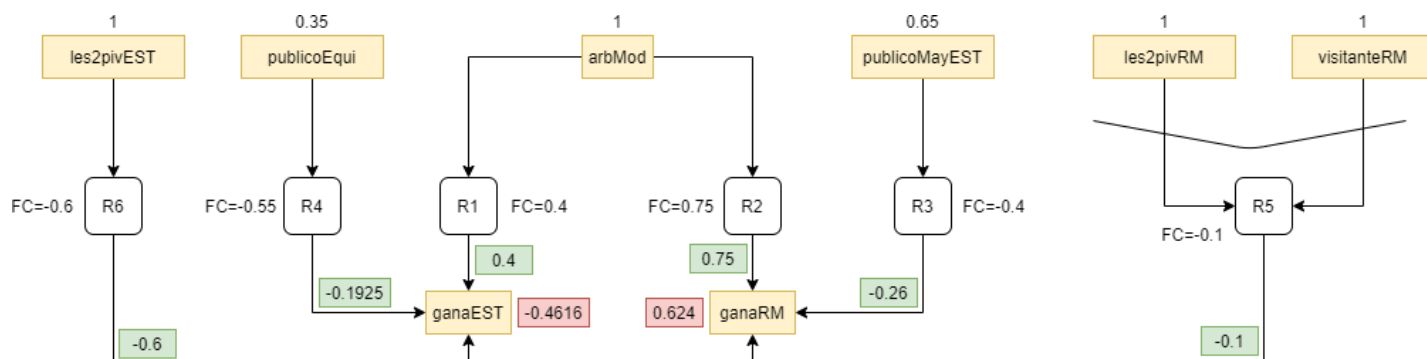 1
0.35
1
0.65
1
1
les2pivEST
publicoEqui
arbMod
publicoMayEST
les2pivRM
visitanteRM
FC=-0.6
R6
FC=-0.55
R4
R1
FC=0.4
FC=0.75
R2
R3
FC=-0.4
R5
FC=-0.1
0.4
0.75
-0.1925
-0.26
ganaEST
-0.4616
0.624
ganaRM
-0.6
-0.1